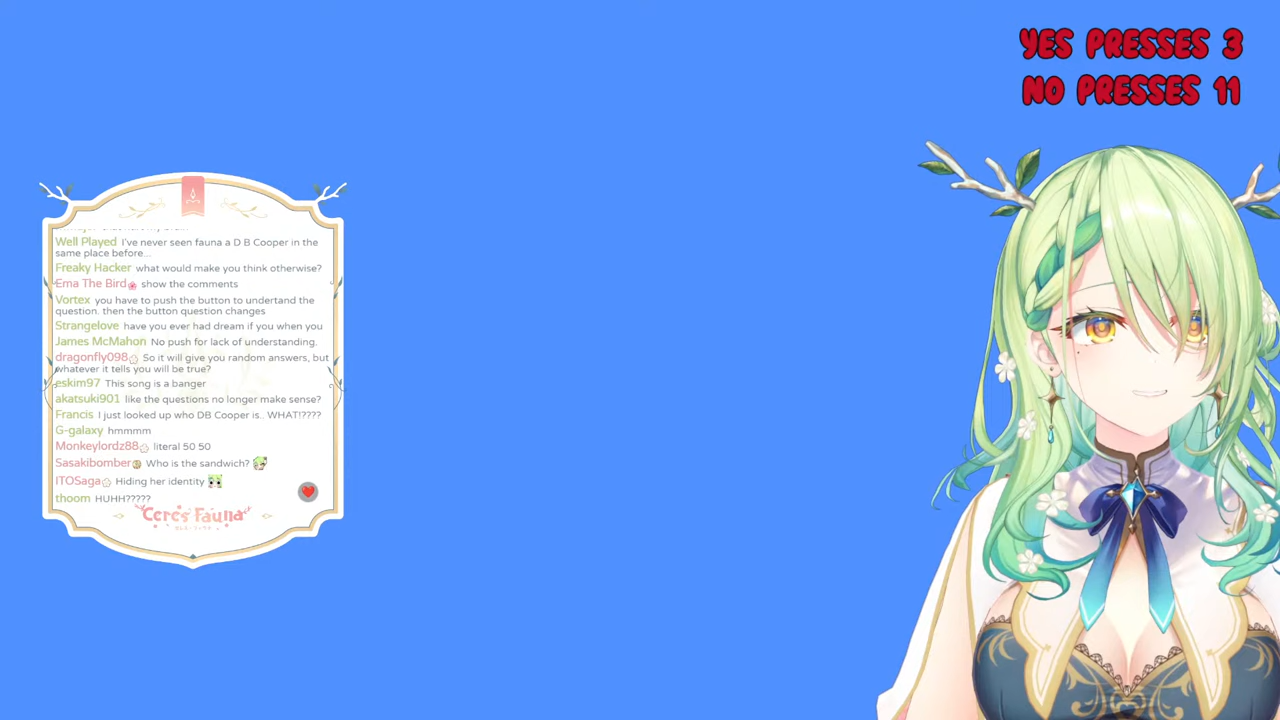 YES PRESSES 3
NO PRESSES 11
Well Played I've never seen fauna a D B Cooper in the
same place before...
Freaky Hacker what would make you think otherwise?
Ema The Bird show the comments
Vortex you have to push the button to undertand the
question. then the button question changes
Strangelove have you ever had dream if you when you
James McMahon No push for lack of understanding.
dragonfly098 So it will give you random answers, but
whatever it tells you will be true?
eskim97 This song is a banger
akatsuki901 like the questions no longer make sense?
Francis I just looked up who DB Cooper is.. WHAT!????
G-galaxy hmmmm
Monkeylordz88 literal 50 50
Sasakibomber Who is the sandwich?
ITOSaga Hiding her identity
thoom HUHH?????
Ceres Fauna